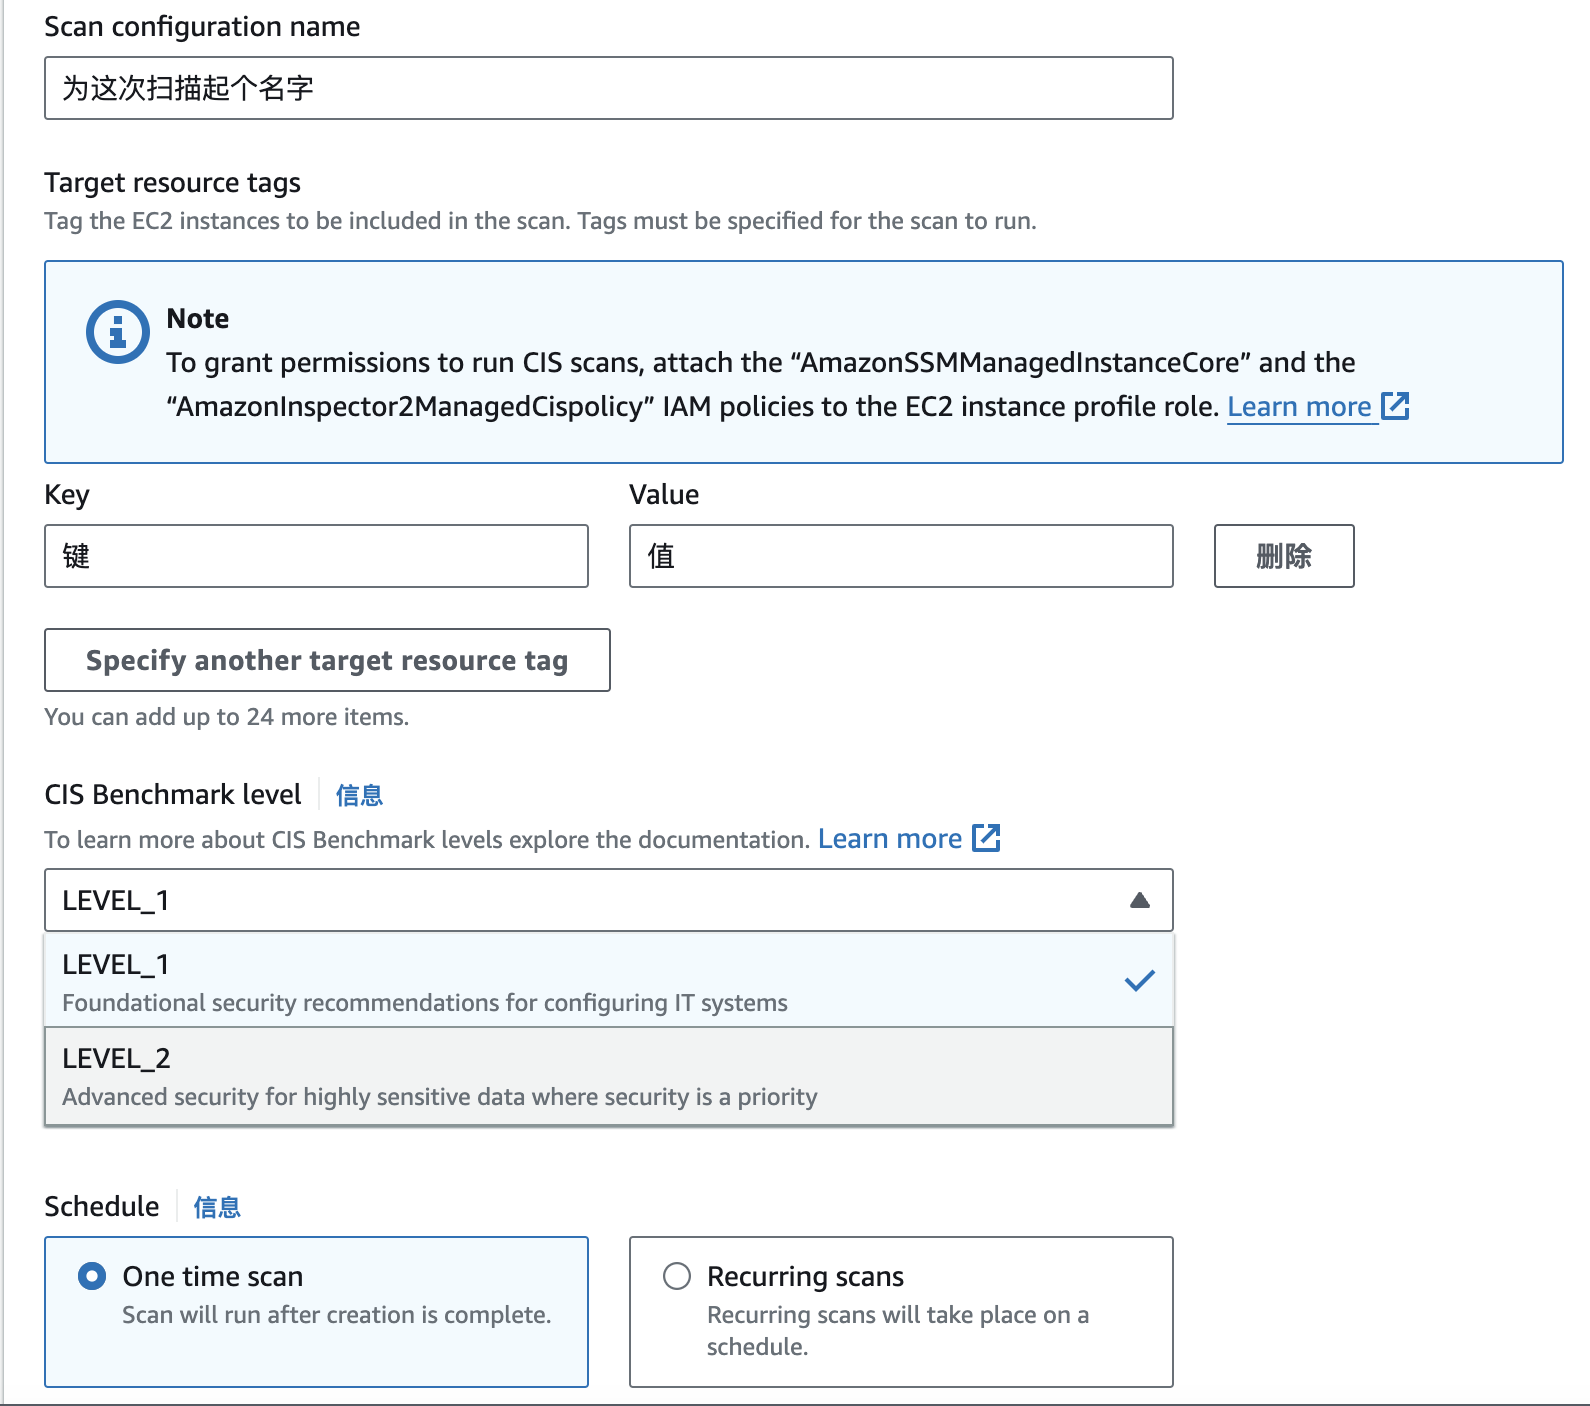 Scan configuration name
为这次扫描起个名字
Target resource tags
Tag the EC2 instances to be included in the scan. Tags must be specified for the scan to run.
Note
To grant permissions to run CIS scans, attach the “AmazonSSMManagedInstanceCore” and the
“AmazonInspector2ManagedCispolicy” IAM policies to the EC2 instance profile role. Learn more
Key
Value
键
值
删除
Specify another target resource tag
You can add up to 24 more items.
CIS Benchmark level 信息
To learn more about CIS Benchmark levels explore the documentation. Learn more
LEVEL_1
LEVEL_1
Foundational security recommendations for configuring IT systems
LEVEL_2
Advanced security for highly sensitive data where security is a priority
Schedule 信息
One time scan
Scan will run after creation is complete.
Recurring scans
Recurring scans will take place on a
schedule.